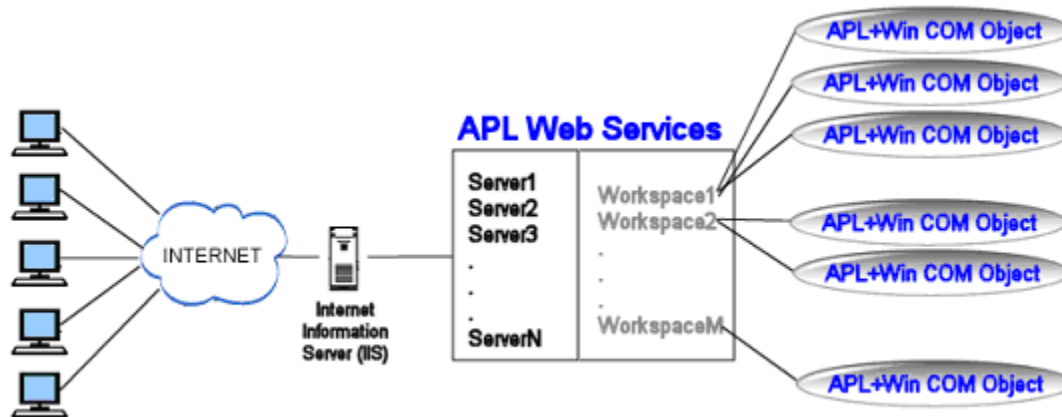 APL+Win COM Object
APL+Win COM Object
APL Web Services
APL+Win COM Object
Server1
Workspace1
Server2
Workspace2
APL+Win COM Object
Server3
INTERNET
.
.
APL+Win COM Object
.
.
Internet
Information
Server (IIS)
.
.
ServerN
WorkspaceM
APL+Win COM Object